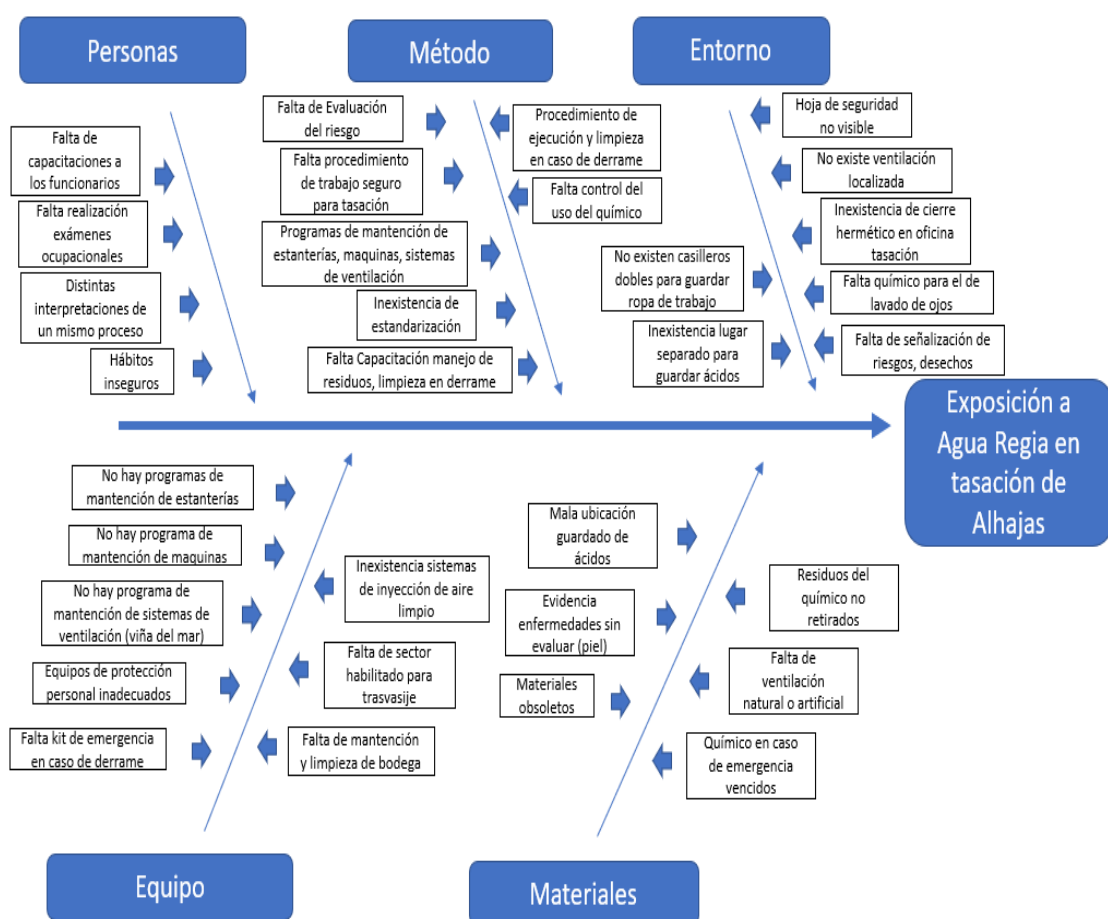 Personas
Método
Entorno
Falta de
capacitaciones a
los funcionarios
Falta realización
exámenes
ocupacionales
Distintas
interpretaciones de
un mismo proceso
Hábitos
inseguros
Falta de Evaluación
del riesgo
Falta procedimiento
de trabajo seguro
para tasación
Programas de mantención de
estanterías, maquinas, sistemas
de ventilación
Inexistencia de
estandarización
Falta Capacitación manejo de
residuos, limpieza en derrame
Procedimiento de
ejecución y limpieza
en caso de derrame
Falta control del
uso del químico
No existen casilleros
dobles para guardar
ropa de trabajo
Inexistencia lugar
separado para
guardar ácidos
Hoja de seguridad
no visible
No existe ventilación
localizada
Inexistencia de cierre
hermético en oficina
tasación
Falta químico para el de
lavado de ojos
Falta de señalización de
riesgos, desechos
Exposición a
Agua Regia en
tasación de
Alhajas
No hay programas de
mantención de estanterías
No hay programa de
mantención de maquinas
No hay programa de
mantención de sistemas de
ventilación (viña del mar)
Equipos de protección
personal inadecuados
Falta kit de emergencia
en caso de derrame
Inexistencia sistemas
de inyección de aire
limpio
Falta de sector
habilitado para
trasvasije
Falta de mantención
y limpieza de bodega
Mala ubicación
guardado de
ácidos
Evidencia
enfermedades sin
evaluar (piel)
Materiales
obsoletos
Residuos del
químico no
retirados
Falta de
ventilación
natural o artificial
Químico en caso
de emergencia
vencidos
Equipo
Materiales